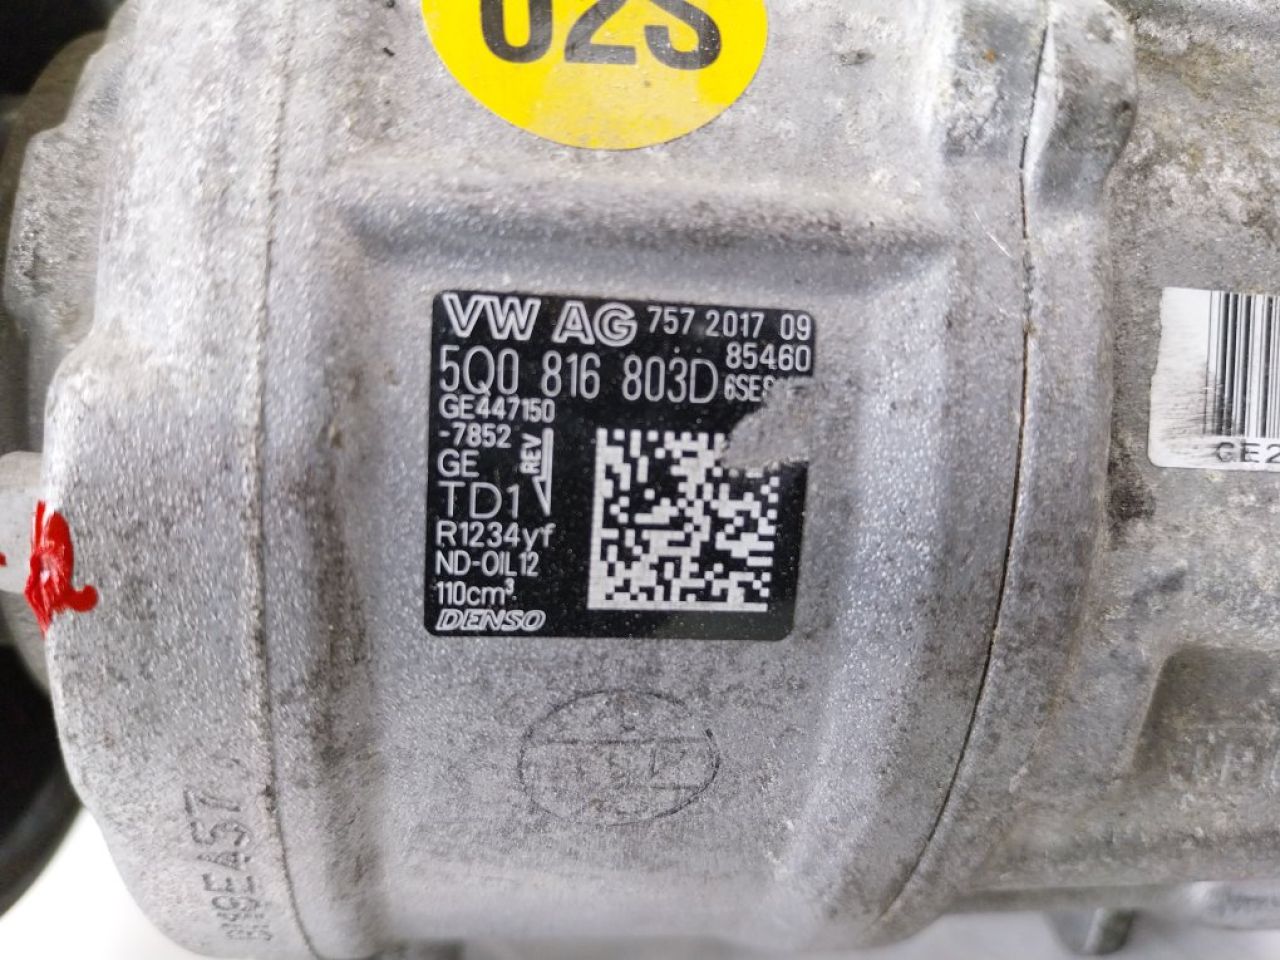 02S
VW AG 757 2017 09
85460
5Q0 816 803D
GE447150
-7852
GE
REV
TD1
R1234yf
ND-OIL12
110cm³
DENSO